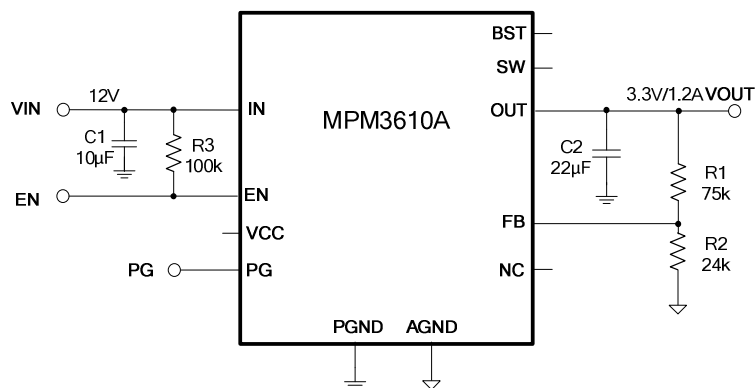 BST
SW
12V
3.3V/1.2A VOUT
VIN
IN
OUT
MPM3610A
C1
10µF
R3
100k
C2
22µF
R1
75k
EN
EN
FB
VCC
R2
24k
PG
PG
NC
PGND
AGND